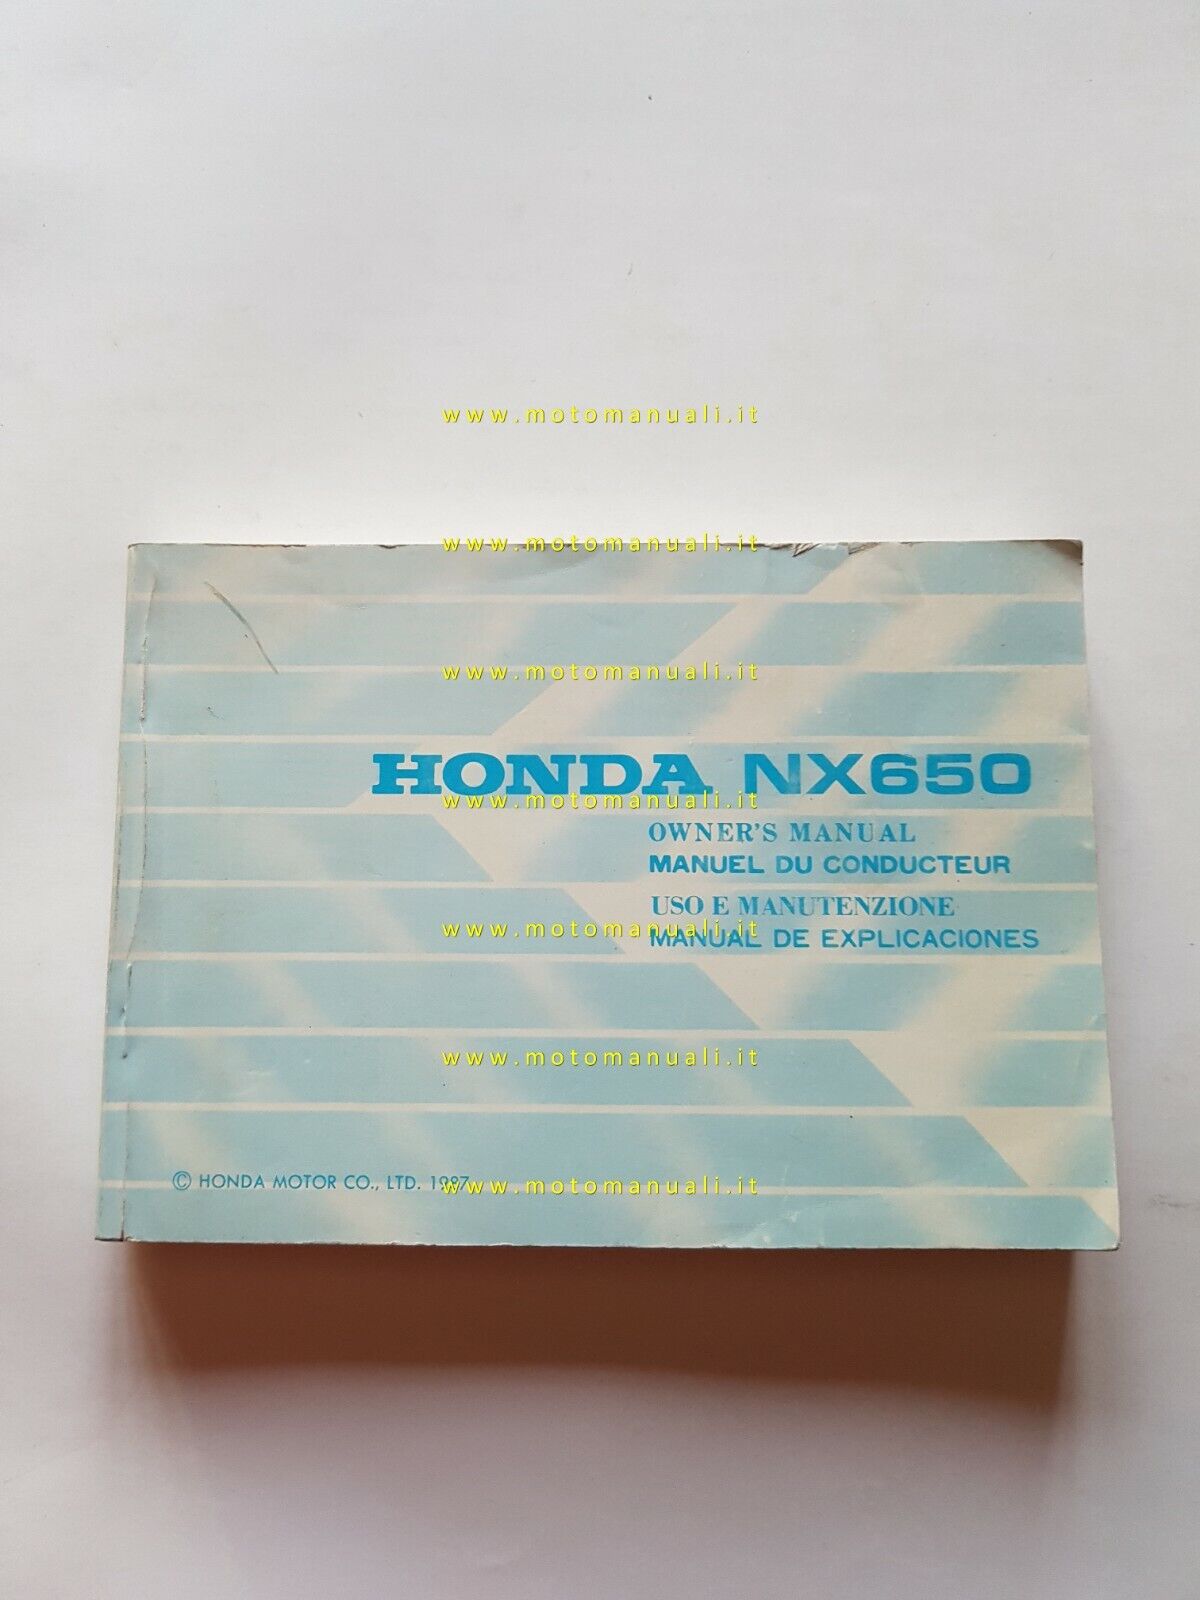 www.motomanuali.it
www.motomanuali.it
www.motomanuali.it
HONDA NX650
www.motomanuali.it
OWNER'S MANUAL
MANUEL DU CONDUCTEUR
USO E MANUTENZIONE
www.motomanuali.it
MANUAL DE EXPLICACIONES
www.motomanuali.it
© HONDA MOTOR CO., LTD. 1987
www.motomanuali.it